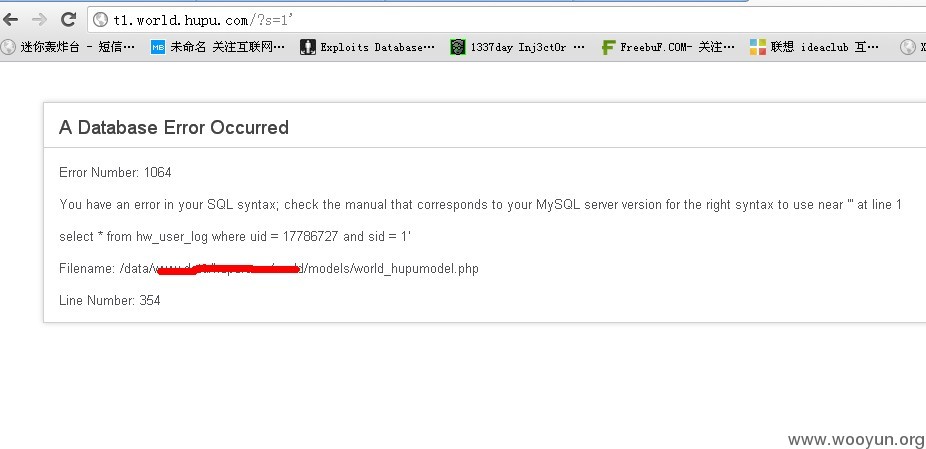 t1.world.hupu.com/?s=1'
迷你轰炸台 - 短信… MB 未命名 关注互联网… Exploits Database… 1337day Inj3ct0r … FreebuF.COM- 关注… 联想 ideaclub 互… X
A Database Error Occurred
Error Number: 1064
You have an error in your SQL syntax; check the manual that corresponds to your MySQL server version for the right syntax to use near ''' at line 1
select * from hw_user_log where uid = 17786727 and sid = 1'
Filename: /data/ d/models/world_hupumodel.php
Line Number: 354
www.wooyun.org